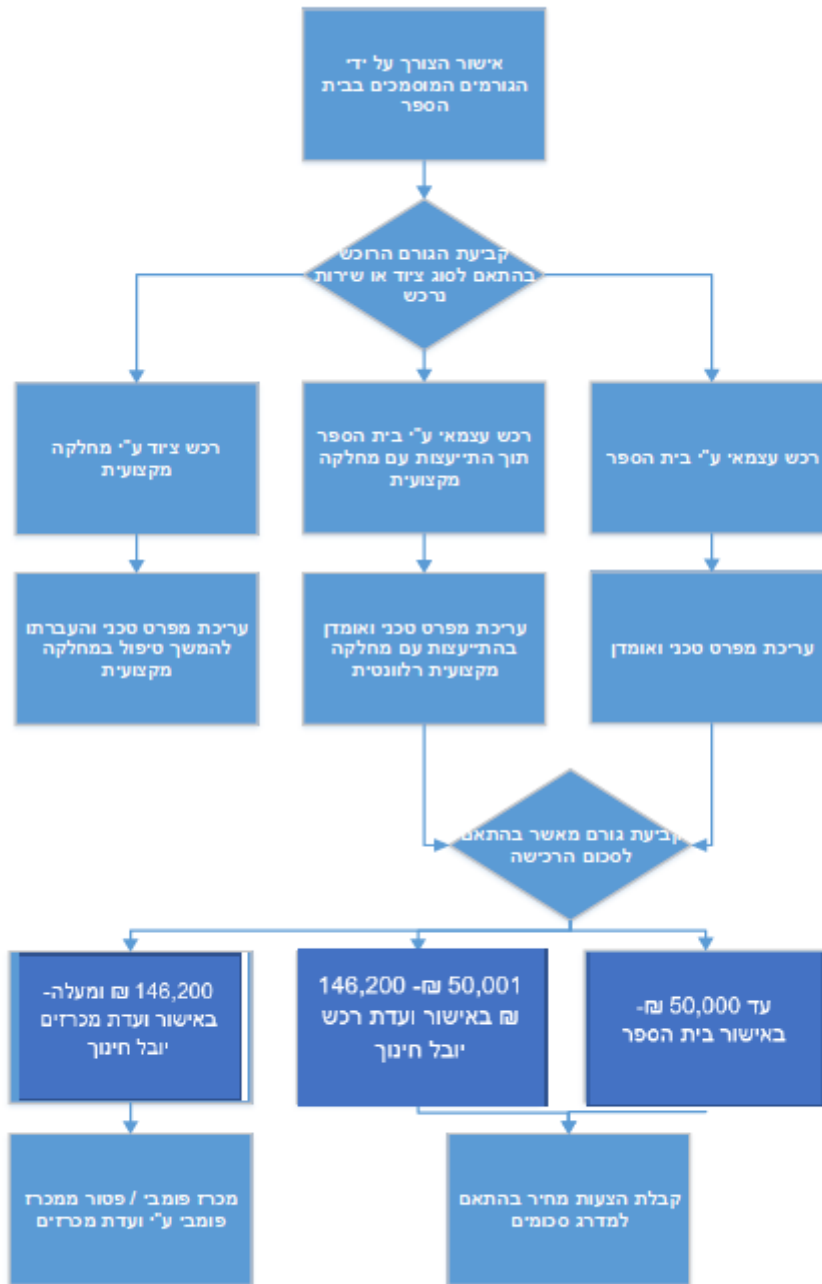 אישור הצורך על ידי
הגורמים המוסמכים בבית
הספר
קביעת הגורם הרוכש
בהתאם לסוג ציוד או שירות
נרכש
רכש עצמאי ע"י בית הספר
רכש עצמאי ע"י בית הספר
תוך התייעצות עם מחלקה
מקצועית
רכש ציוד ע"י מחלקה
מקצועית
עריכת מפרט טכני ואומדן
עריכת מפרט טכני ואומדן
בהתייעצות עם מחלקה
מקצועית רלוונטית
עריכת מפרט טכני והעברתו
להמשך טיפול במחלקה
מקצועית
קביעת גורם מאשר בהתאם
לסכום הרכישה
עד 50,000 ₪-
באישור בית הספר
50,001 ₪- 146,200
₪ באישור ועדת רכש
יובל חינוך
146,200 ₪ ומעלה-
באישור ועדת מכרזים
יובל חינוך
קבלת הצעות מחיר בהתאם
למדרג סכומים
מכרז פומבי / פטור ממכרז
פומבי ע"י ועדת מכרזים